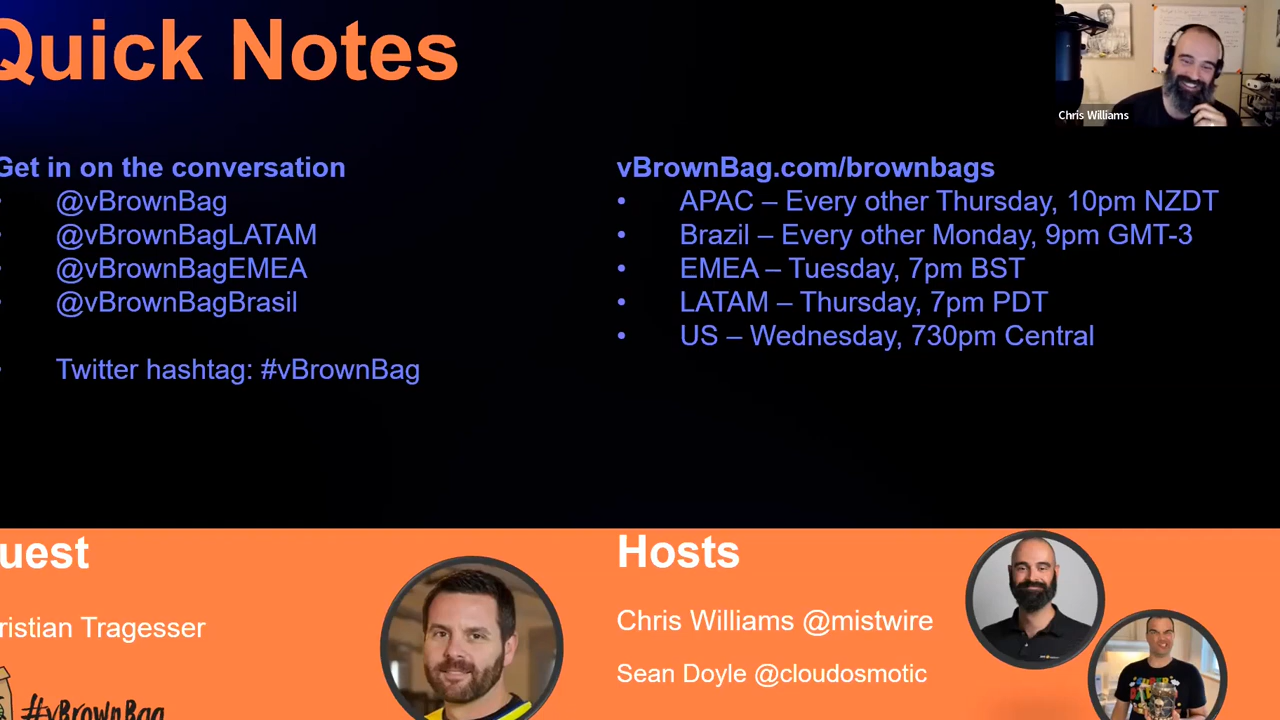 Quick Notes
Chris Williams
Get in on the conversation
@vBrownBag
@vBrownBagLATAM
@vBrownBagEMEA
@vBrownBagBrasil
Twitter hashtag: #vBrownBag
vBrownBag.com/brownbags
APAC – Every other Thursday, 10pm NZDT
Brazil – Every other Monday, 9pm GMT-3
EMEA – Tuesday, 7pm BST
LATAM – Thursday, 7pm PDT
US – Wednesday, 730pm Central
uest
ristian Tragesser
#vBrownBag
Hosts
Chris Williams @mistwire
Sean Doyle @cloudosmotic